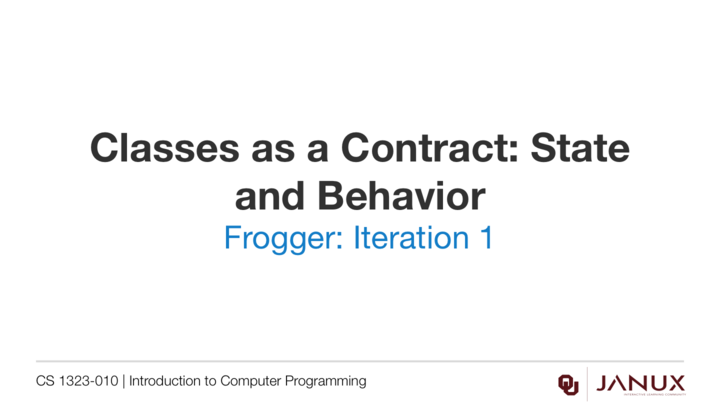 Classes as a Contract: State
and Behavior
Frogger: Iteration 1
CS 1323-010 | Introduction to Computer Programming
JANUX
INTERACTIVE LEARNING COMMUNITY